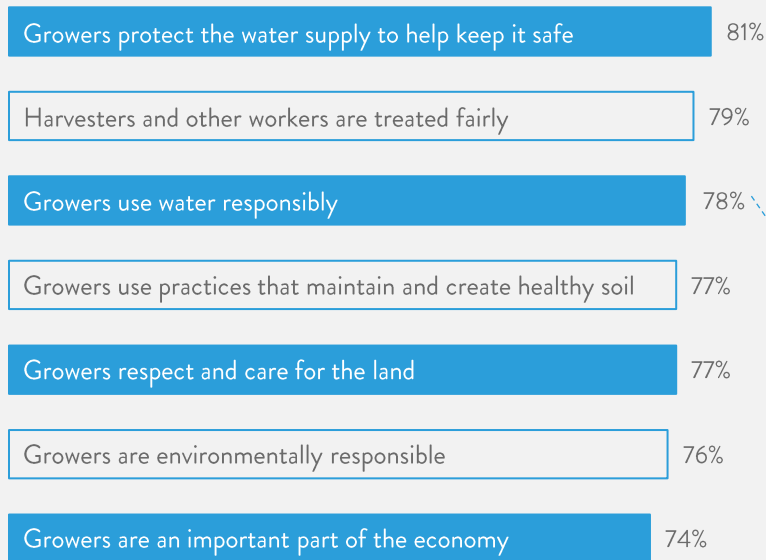 Growers protect the water supply to help keep it safe 81%
Harvesters and other workers are treated fairly 79%
Growers use water responsibly 78%
Growers use practices that maintain and create healthy soil 77%
Growers respect and care for the land 77%
Growers are environmentally responsible 76%
Growers are an important part of the economy 74%